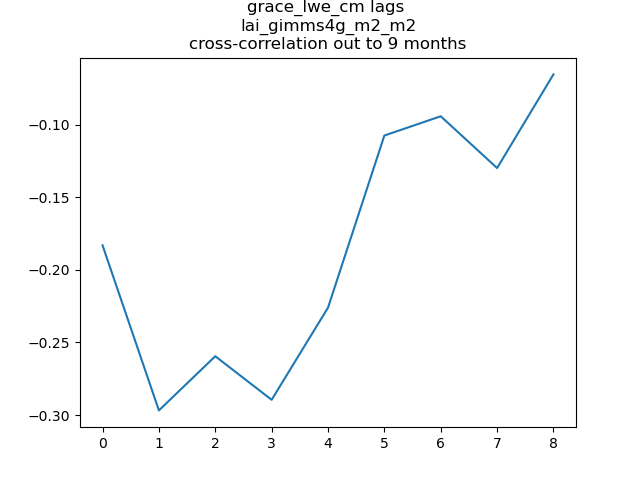 grace_lwe_cm lags
lai_gimms4g_m2_m2
cross-correlation out to 9 months
−0.10
−0.15
−0.20
−0.25
−0.30
0 1 2 3 4 5 6 7 8